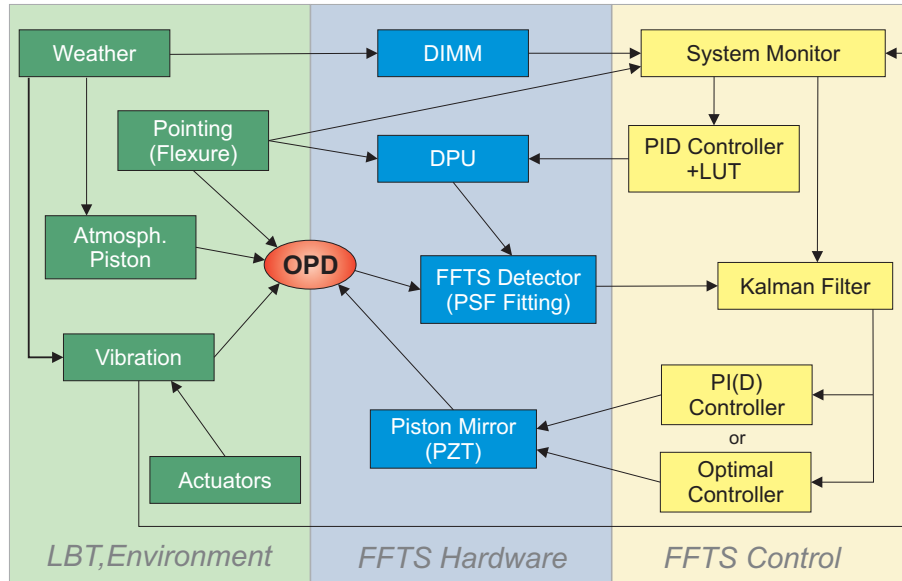 Weather
DIMM
System Monitor
Pointing
(Flexure)
DPU
PID Controller
+LUT
Atmosph.
Piston
OPD
FFTS Detector
(PSF Fitting)
Kalman Filter
Vibration
PI(D)
Controller
or
Piston Mirror
(PZT)
Optimal
Controller
Actuators
LBT,Environment
FFTS Hardware
FFTS Control